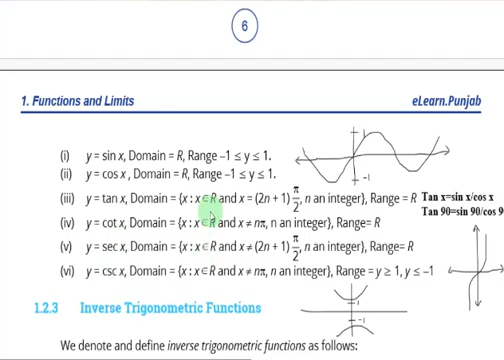 6
1. Functions and Limits eLearn.Punjab
(i) y = sin x, Domain = R, Range −1 ≤ y ≤ 1.
(ii) y = cos x, Domain = R, Range −1 ≤ y ≤ 1.
(iii) y = tan x, Domain = {x : x ∈ R and x = (2n + 1) π/2, n an integer}, Range = R
(iv) y = cot x, Domain = {x : x ∈ R and x ≠ nπ, n an integer}, Range= R
(v) y = sec x, Domain = {x : x ∈ R and x ≠ (2n + 1) π/2, n an integer}, Range= R
(vi) y = csc x, Domain = {x : x ∈ R and x ≠ nπ, n an integer}, Range = y ≥ 1, y ≤ −1
1
−1
Tan x=sin x/cos x
Tan 90=sin 90/cos 9
1
−1
1.2.3 Inverse Trigonometric Functions
We denote and define inverse trigonometric functions as follows: